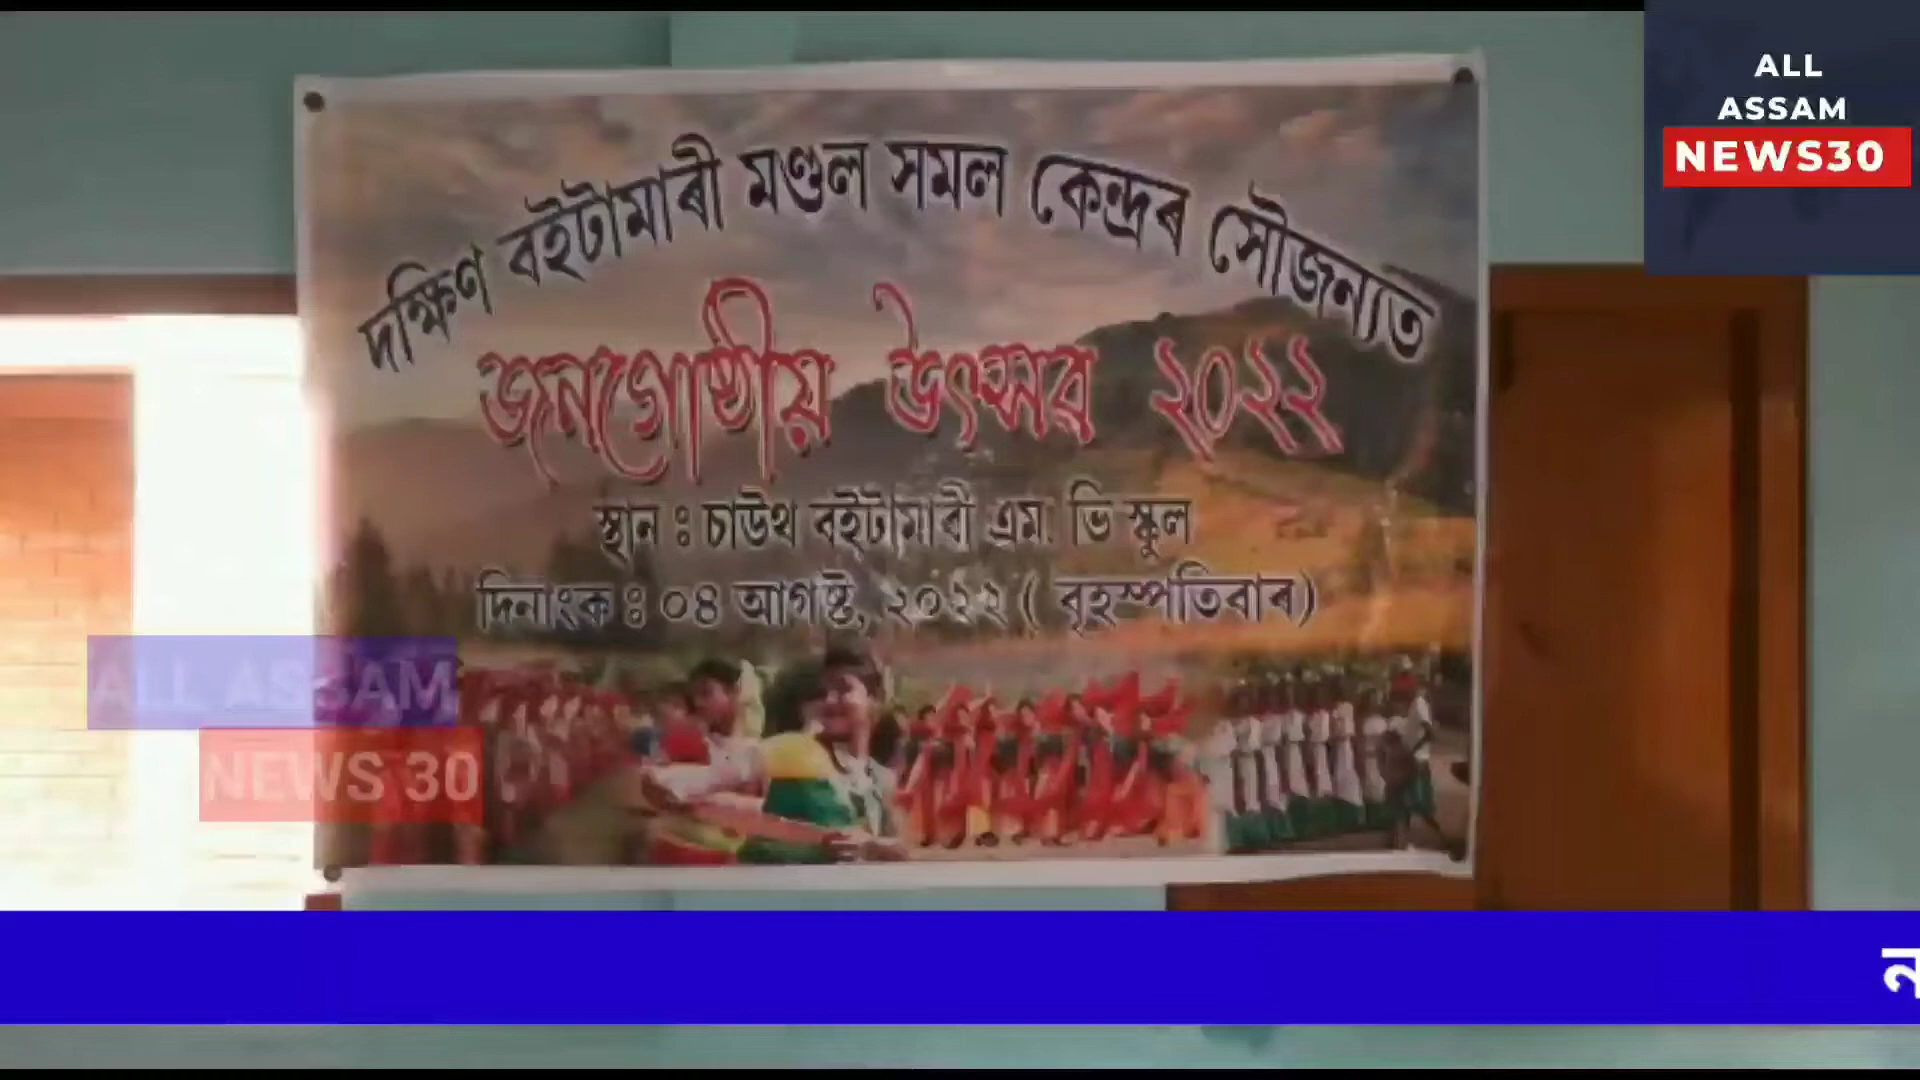 ALL
ASSAM
NEWS30
দক্ষিণ বইটামাৰী মণ্ডল সমল কেন্দ্ৰৰ সৌজন্যত
জনগোষ্ঠীয় উৎসৱ ২০২২
স্থান ঃ চাউথ বইটামাৰী এম. ভি স্কুল
দিনাংক ঃ ০৪ আগষ্ট, ২০২২ ( বৃহস্পতিবাৰ)
ALL ASSAM
NEWS 30